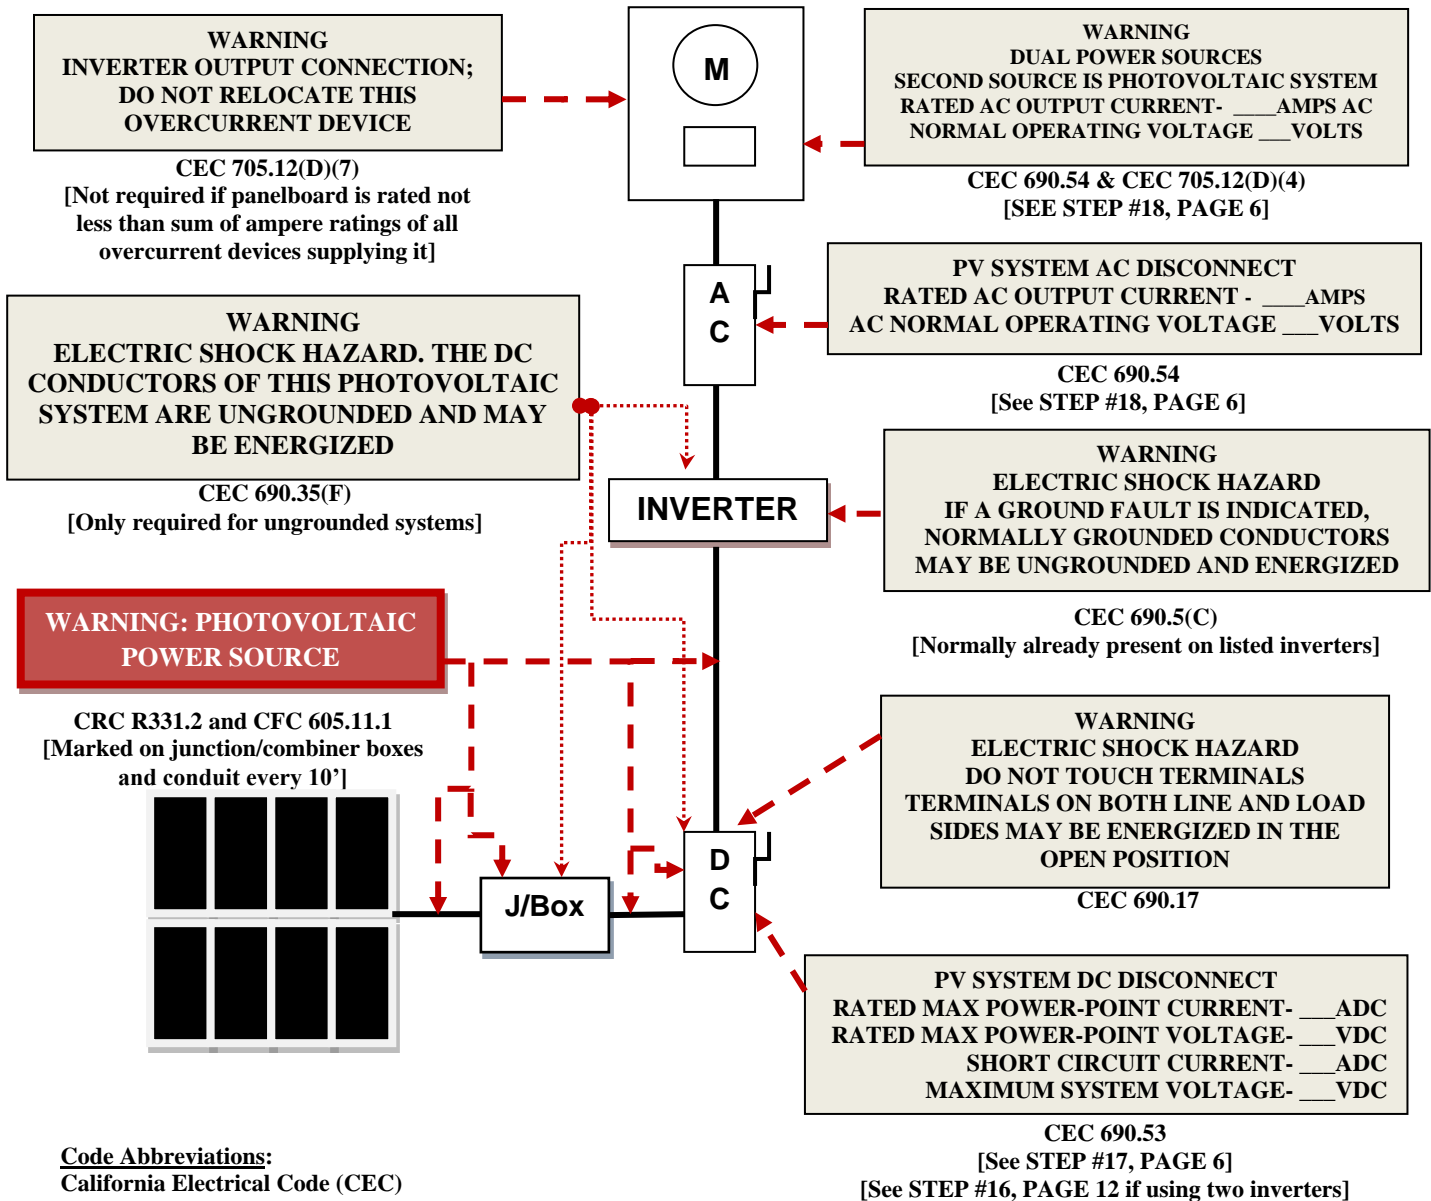 WARNING
INVERTER OUTPUT CONNECTION;
DO NOT RELOCATE THIS
OVERCURRENT DEVICE
CEC 705.12(D)(7)
[Not required if panelboard is rated not
less than sum of ampere ratings of all
overcurrent devices supplying it]
M
WARNING
DUAL POWER SOURCES
SECOND SOURCE IS PHOTOVOLTAIC SYSTEM
RATED AC OUTPUT CURRENT- ____AMPS AC
NORMAL OPERATING VOLTAGE ___VOLTS
CEC 690.54 & CEC 705.12(D)(4)
[SEE STEP #18, PAGE 6]
A
C
PV SYSTEM AC DISCONNECT
RATED AC OUTPUT CURRENT - ____AMPS
AC NORMAL OPERATING VOLTAGE ___VOLTS
CEC 690.54
[See STEP #18, PAGE 6]
WARNING
ELECTRIC SHOCK HAZARD. THE DC
CONDUCTORS OF THIS PHOTOVOLTAIC
SYSTEM ARE UNGROUNDED AND MAY
BE ENERGIZED
CEC 690.35(F)
[Only required for ungrounded systems]
INVERTER
WARNING
ELECTRIC SHOCK HAZARD
IF A GROUND FAULT IS INDICATED,
NORMALLY GROUNDED CONDUCTORS
MAY BE UNGROUNDED AND ENERGIZED
CEC 690.5(C)
[Normally already present on listed inverters]
WARNING: PHOTOVOLTAIC
POWER SOURCE
CRC R331.2 and CFC 605.11.1
[Marked on junction/combiner boxes
and conduit every 10’]
WARNING
ELECTRIC SHOCK HAZARD
DO NOT TOUCH TERMINALS
TERMINALS ON BOTH LINE AND LOAD
SIDES MAY BE ENERGIZED IN THE
OPEN POSITION
CEC 690.17
J/Box
D
C
PV SYSTEM DC DISCONNECT
RATED MAX POWER-POINT CURRENT- ___ADC
RATED MAX POWER-POINT VOLTAGE- ___VDC
SHORT CIRCUIT CURRENT- ___ADC
MAXIMUM SYSTEM VOLTAGE- ___VDC
CEC 690.53
[See STEP #17, PAGE 6]
[See STEP #16, PAGE 12 if using two inverters]
Code Abbreviations:
California Electrical Code (CEC)